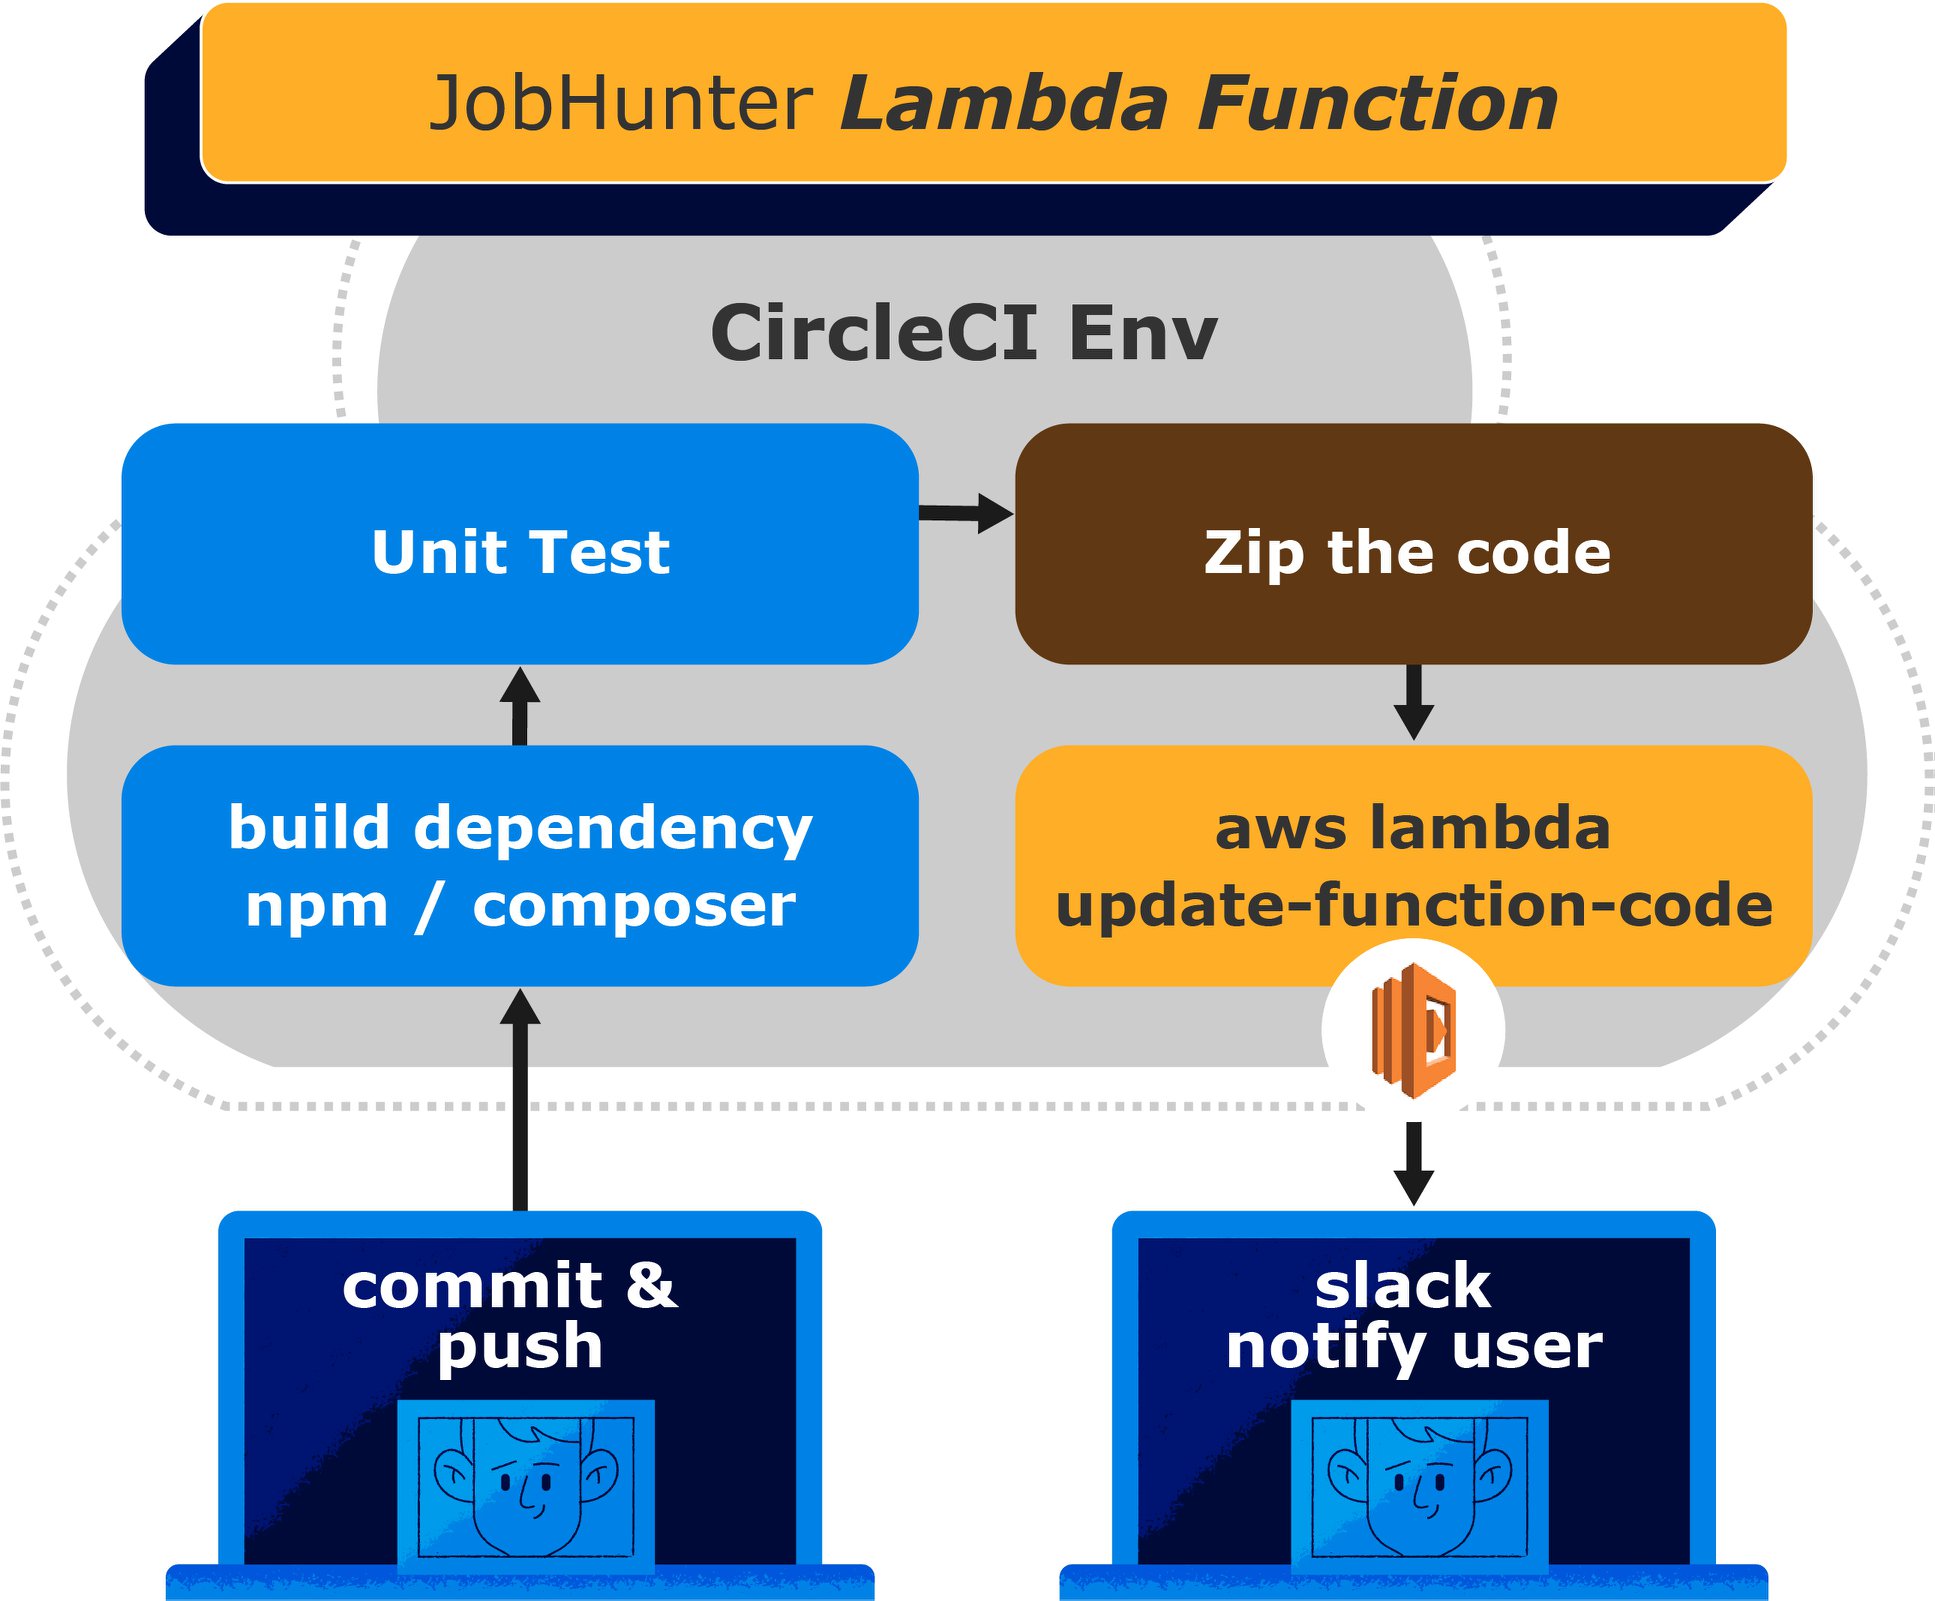 JobHunter Lambda Function
CircleCI Env
Unit Test
Zip the code
build dependency
npm / composer
aws lambda
update-function-code
commit &
push
slack
notify user